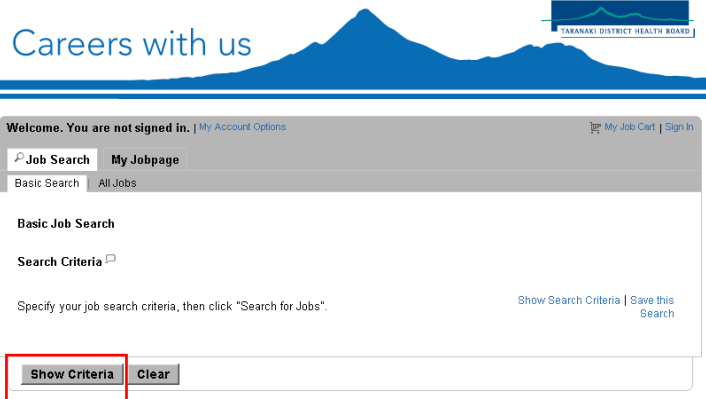 Careers with us
TARANAKI DISTRICT HEALTH BOARD
Welcome. You are not signed in. | My Account Options
My Job Cart | Sign In
Job Search
My Jobpage
Basic Search | All Jobs
Basic Job Search
Search Criteria
Specify your job search criteria, then click "Search for Jobs".
Show Search Criteria | Save this
Search
Show Criteria
Clear